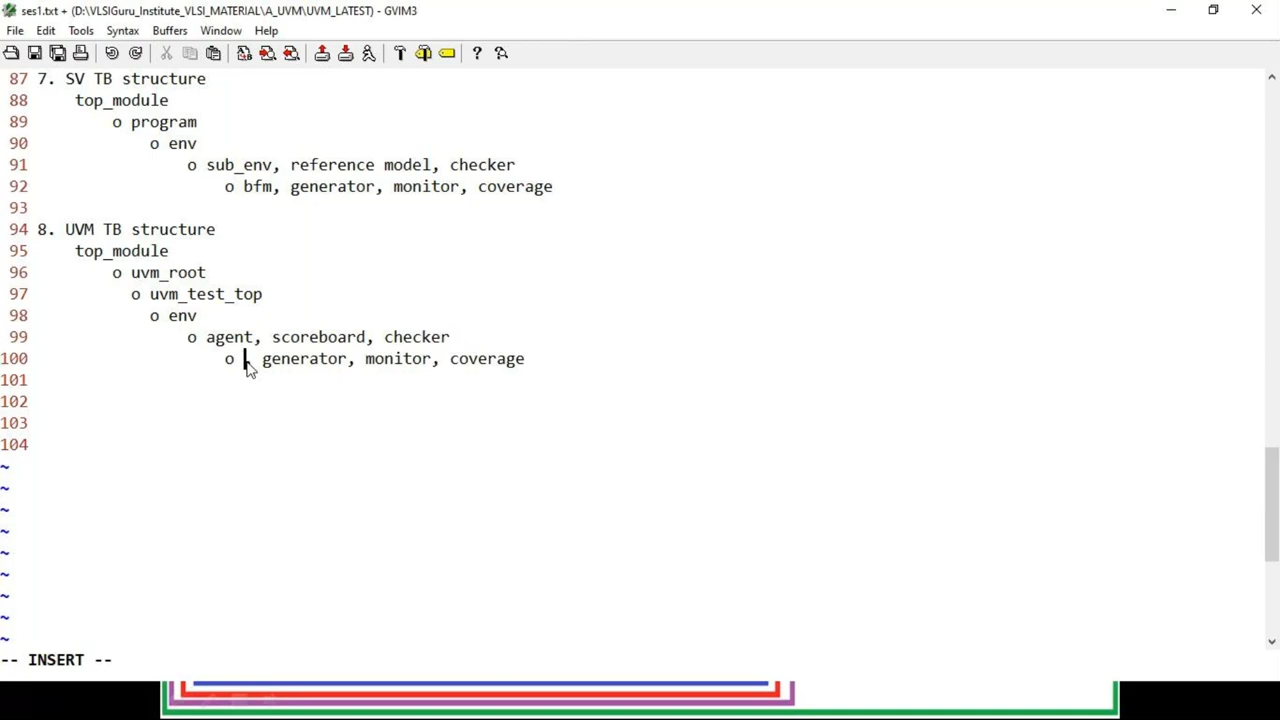 ses1.txt + (D:\VLSIGuru_Institute_VLSI_MATERIAL\A_UVM\UVM_LATEST) - GVIM3
File Edit Tools Syntax Buffers Window Help
87 7. SV TB structure
88 top_module
89 o program
90 o env
91 o sub_env, reference model, checker
92 o bfm, generator, monitor, coverage
93
94 8. UVM TB structure
95 top_module
96 o uvm_root
97 o uvm_test_top
98 o env
99 o agent, scoreboard, checker
100 o , generator, monitor, coverage
101
102
103
104
~
~
~
~
~
~
~
~
~
-- INSERT --